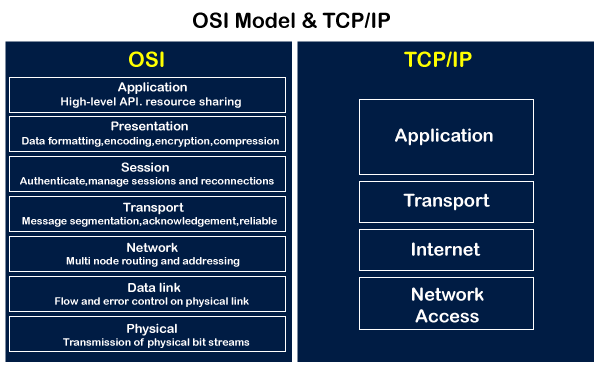 OSI Model & TCP/IP
OSI
Application
High-level API. resource sharing
Presentation
Data formatting,encoding,encryption,compression
Session
Authenticate,manage sessions and reconnections
Transport
Message segmentation,acknowledgement,reliable
Network
Multi node routing and addressing
Data link
Flow and error control on physical link
Physical
Transmission of physical bit streams
TCP/IP
Application
Transport
Internet
Network
Access